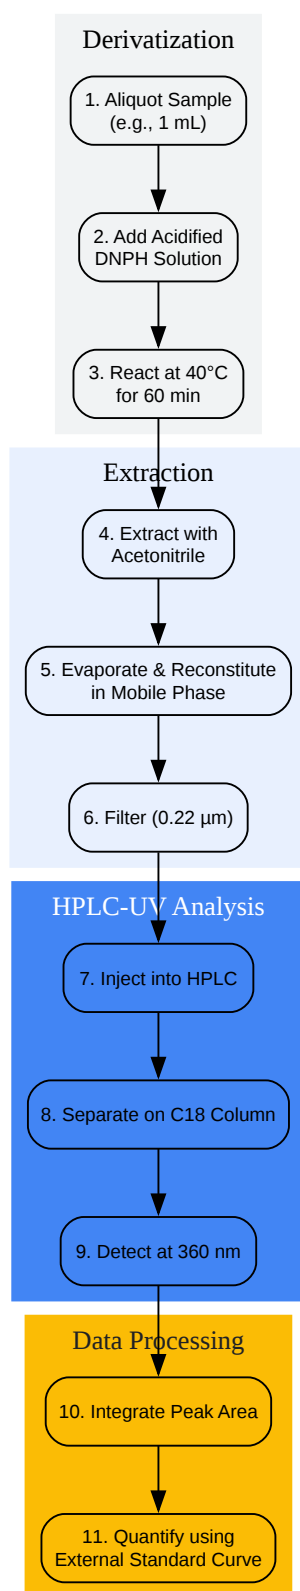 Derivatization
1. Aliquot Sample
(e.g., 1 mL)
2. Add Acidified
DNPH Solution
3. React at 40°C
for 60 min
Extraction
4. Extract with
Acetonitrile
5. Evaporate & Reconstitute
in Mobile Phase
6. Filter (0.22 µm)
HPLC-UV Analysis
7. Inject into HPLC
8. Separate on C18 Column
9. Detect at 360 nm
Data Processing
10. Integrate Peak Area
11. Quantify using
External Standard Curve